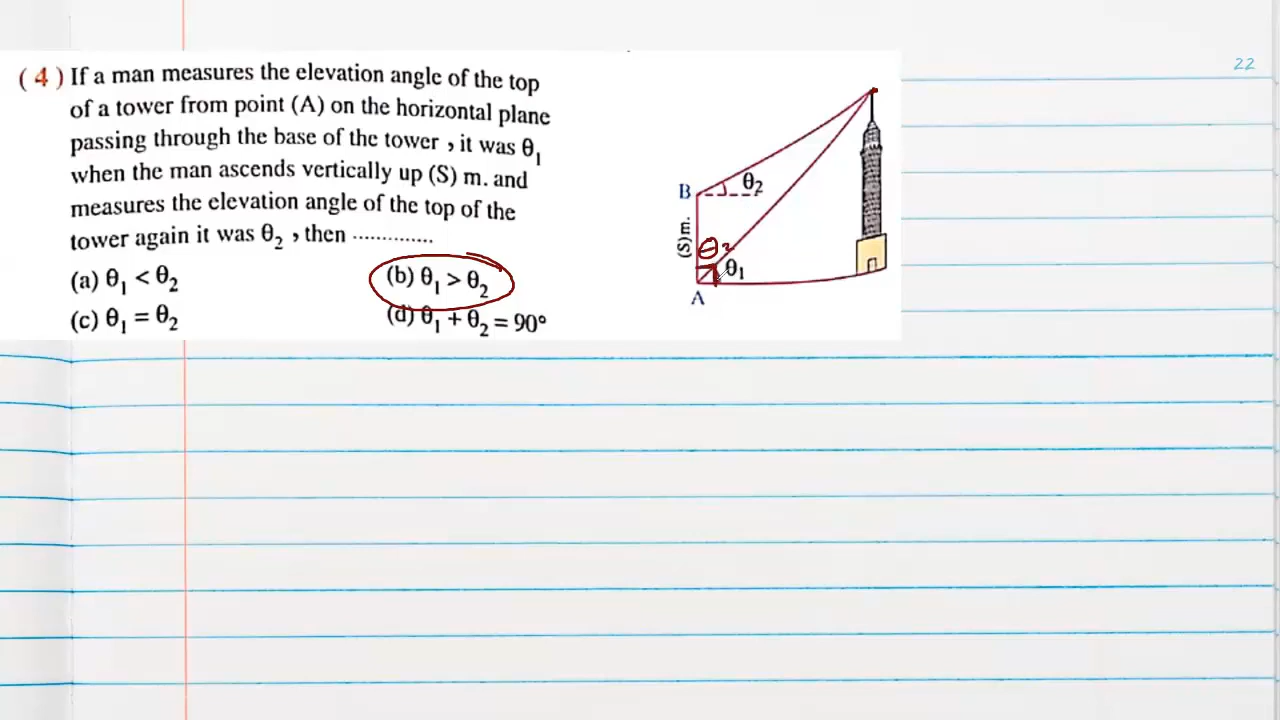 22
( 4 ) If a man measures the elevation angle of the top
of a tower from point (A) on the horizontal plane
passing through the base of the tower , it was θ₁
when the man ascends vertically up (S) m. and
measures the elevation angle of the top of the
tower again it was θ₂ , then ..............
(a) θ₁ < θ₂ (b) θ₁ > θ₂
(c) θ₁ = θ₂ (d) θ₁ + θ₂ = 90°
B θ₂
(S) m.
θ₂
θ₁
A